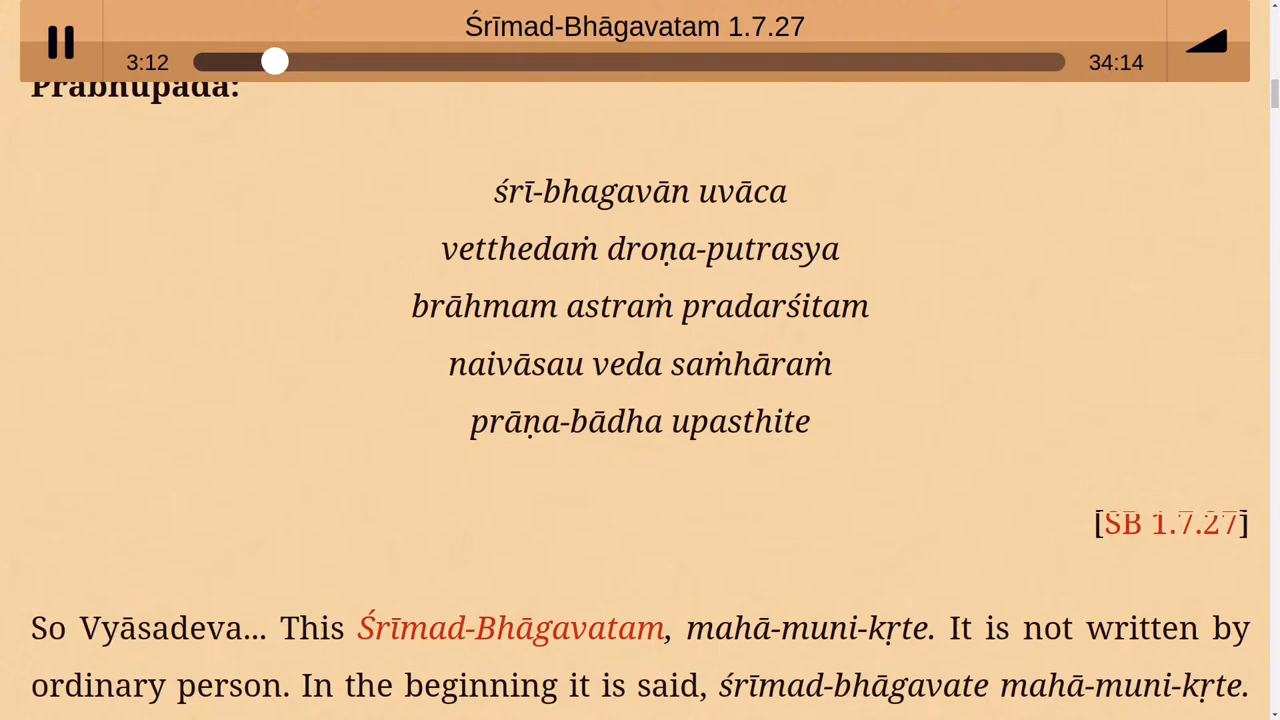 Śrīmad-Bhāgavatam 1.7.27
3:12
34:14
Prabhupāda:
śrī-bhagavān uvāca
vetthedaṁ droṇa-putrasya
brāhmam astraṁ pradarśitam
naivāsau veda saṁhāraṁ
prāṇa-bādha upasthite
[SB 1.7.27]
So Vyāsadeva... This Śrīmad-Bhāgavatam, mahā-muni-kṛte. It is not written by
ordinary person. In the beginning it is said, śrīmad-bhāgavate mahā-muni-kṛte.